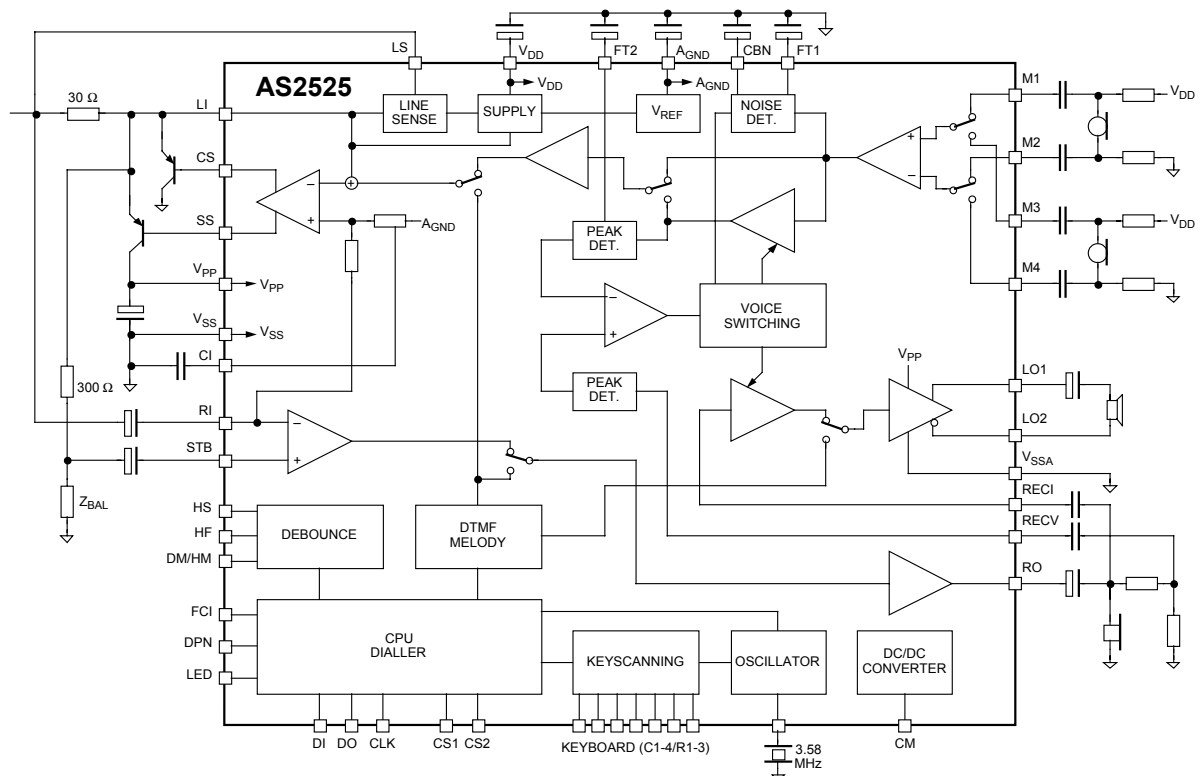 LS
VDD
FT2
AGND
CBN
FT1
AS2525
VDD
AGND
M1
VDD
30 Ω
LI
LINE
SENSE
SUPPLY
VREF
NOISE
DET.
M2
CS
+
−
−
+
M3
VDD
SS
AGND
PEAK
DET.
M4
VPP
VPP
−
+
VOICE
SWITCHING
VSS
VSS
CI
VPP
LO1
300 Ω
PEAK
DET.
RI
−
LO2
STB
+
VSSA
ZBAL
RECI
HS
HF
DM/HM
DEBOUNCE
DTMF
MELODY
RECV
RO
FCI
DPN
LED
CPU
DIALLER
KEYSCANNING
OSCILLATOR
DC/DC
CONVERTER
DI
DO
CLK
CS1
CS2
KEYBOARD (C1-4/R1-3)
3.58
MHz
CM